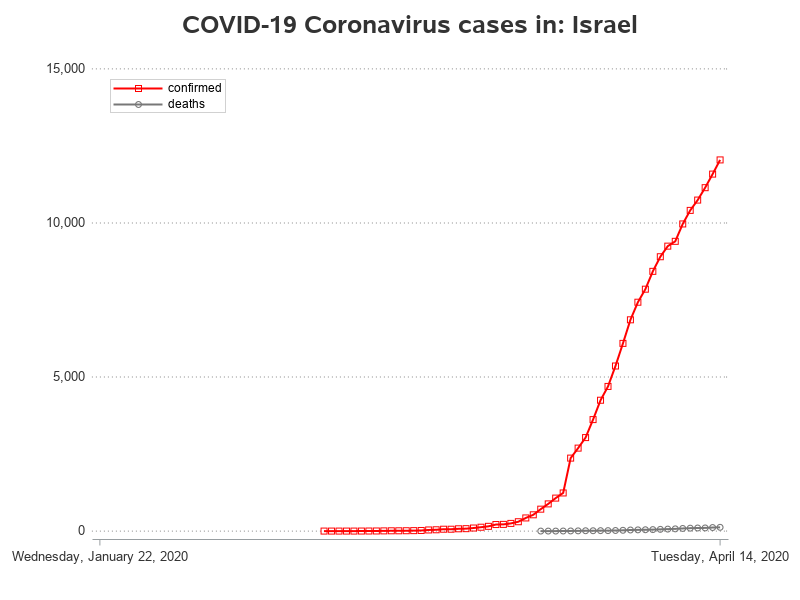 COVID-19 Coronavirus cases in: Israel
15,000
confirmed
deaths
10,000
5,000
0
Wednesday, January 22, 2020
Tuesday, April 14, 2020